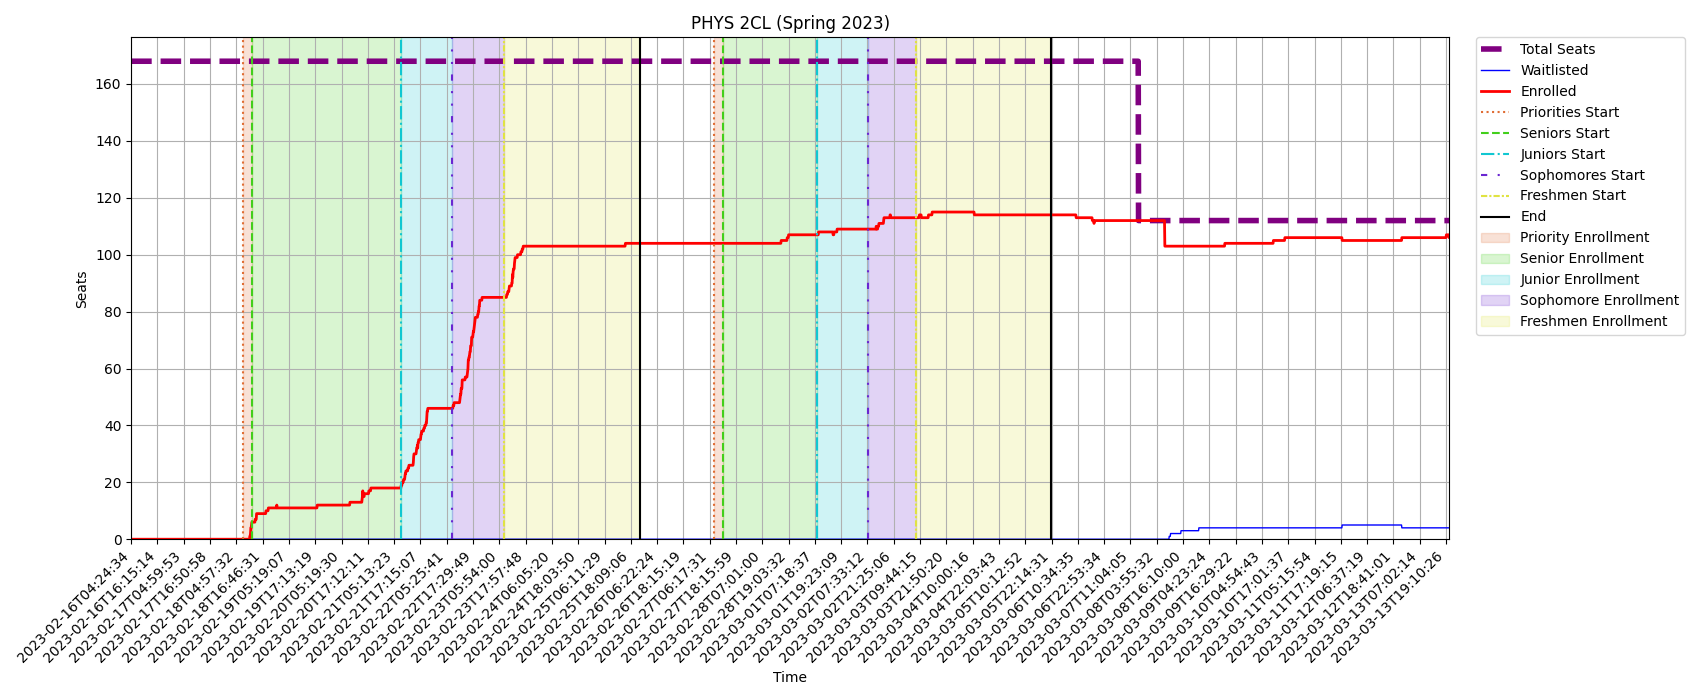 PHYS 2CL (Spring 2023)
Seats
160
140
120
100
80
60
40
20
0
2023-02-16T04:24:34
2023-02-16T16:15:14
2023-02-17T04:59:53
2023-02-17T16:50:58
2023-02-18T04:57:32
2023-02-18T16:46:31
2023-02-19T05:19:07
2023-02-19T17:13:19
2023-02-20T05:19:30
2023-02-20T17:12:11
2023-02-21T05:13:23
2023-02-21T17:15:07
2023-02-22T05:25:41
2023-02-22T17:29:49
2023-02-23T05:54:00
2023-02-23T17:57:48
2023-02-24T06:05:20
2023-02-24T18:03:50
2023-02-25T06:11:29
2023-02-25T18:09:06
2023-02-26T06:22:24
2023-02-26T18:15:19
2023-02-27T06:17:31
2023-02-27T18:15:59
2023-02-28T07:01:00
2023-02-28T19:03:32
2023-03-01T07:18:37
2023-03-01T19:23:09
2023-03-02T07:33:12
2023-03-02T21:25:06
2023-03-03T09:44:15
2023-03-03T21:50:20
2023-03-04T10:00:16
2023-03-04T22:03:43
2023-03-05T10:12:52
2023-03-05T22:14:31
2023-03-06T10:34:35
2023-03-06T22:53:34
2023-03-07T11:04:05
2023-03-08T03:55:32
2023-03-08T16:10:00
2023-03-09T04:23:24
2023-03-09T16:29:22
2023-03-10T04:54:43
2023-03-10T17:01:37
2023-03-11T05:15:54
2023-03-11T17:19:15
2023-03-12T06:37:19
2023-03-12T18:41:01
2023-03-13T07:02:14
2023-03-13T19:10:26
Time
Total Seats
Waitlisted
Enrolled
Priorities Start
Seniors Start
Juniors Start
Sophomores Start
Freshmen Start
End
Priority Enrollment
Senior Enrollment
Junior Enrollment
Sophomore Enrollment
Freshmen Enrollment